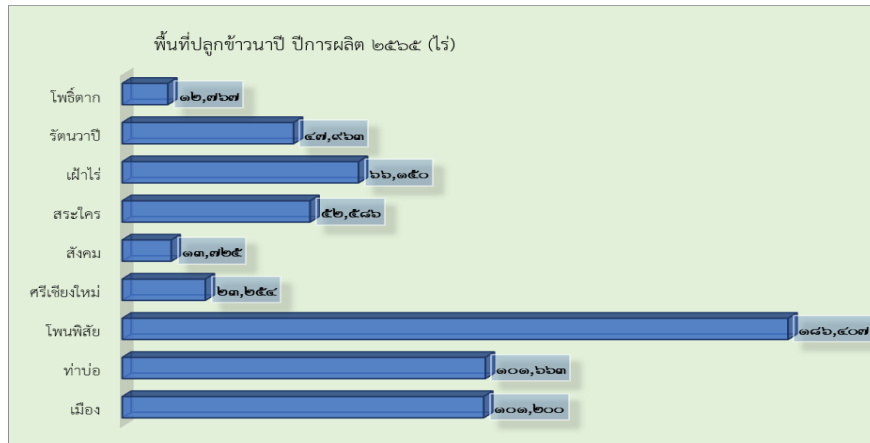 พื้นที่ปลูกข้าวนาปี ปีการผลิต ๒๕๖๕ (ไร่)
โพธิ์ตาก ๑๒,๗๖๗
รัตนวาปี ๔๗,๙๖๓
เฝ้าไร่ ๖๖,๑๕๐
สระใคร ๕๒,๕๘๖
สังคม ๑๓,๗๒๕
ศรีเชียงใหม่ ๒๓,๒๕๔
โพนพิสัย ๑๘๖,๔๐๗
ท่าบ่อ ๑๐๑,๖๖๓
เมือง ๑๐๑,๒๐๐